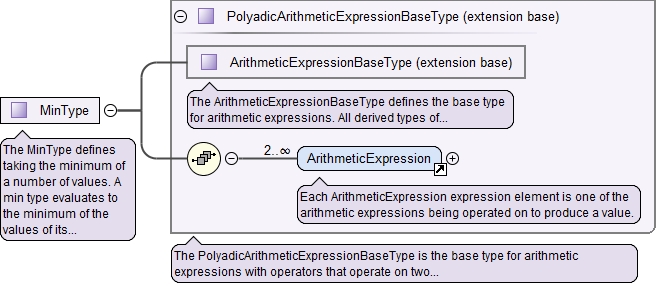 PolyadicArithmeticExpressionBaseType (extension base)
ArithmeticExpressionBaseType (extension base)
The ArithmeticExpressionBaseType defines the base type
for arithmetic expressions. All derived types of...
MinType
The MinType defines
taking the minimum of
a number of values. A
min type evaluates to
the minimum of the
values of its...
2..∞
ArithmeticExpression
Each ArithmeticExpression expression element is one of the
arithmetic expressions being operated on to produce a value.
The PolyadicArithmeticExpressionBaseType is the base type for arithmetic
expressions with operators that operate on two...